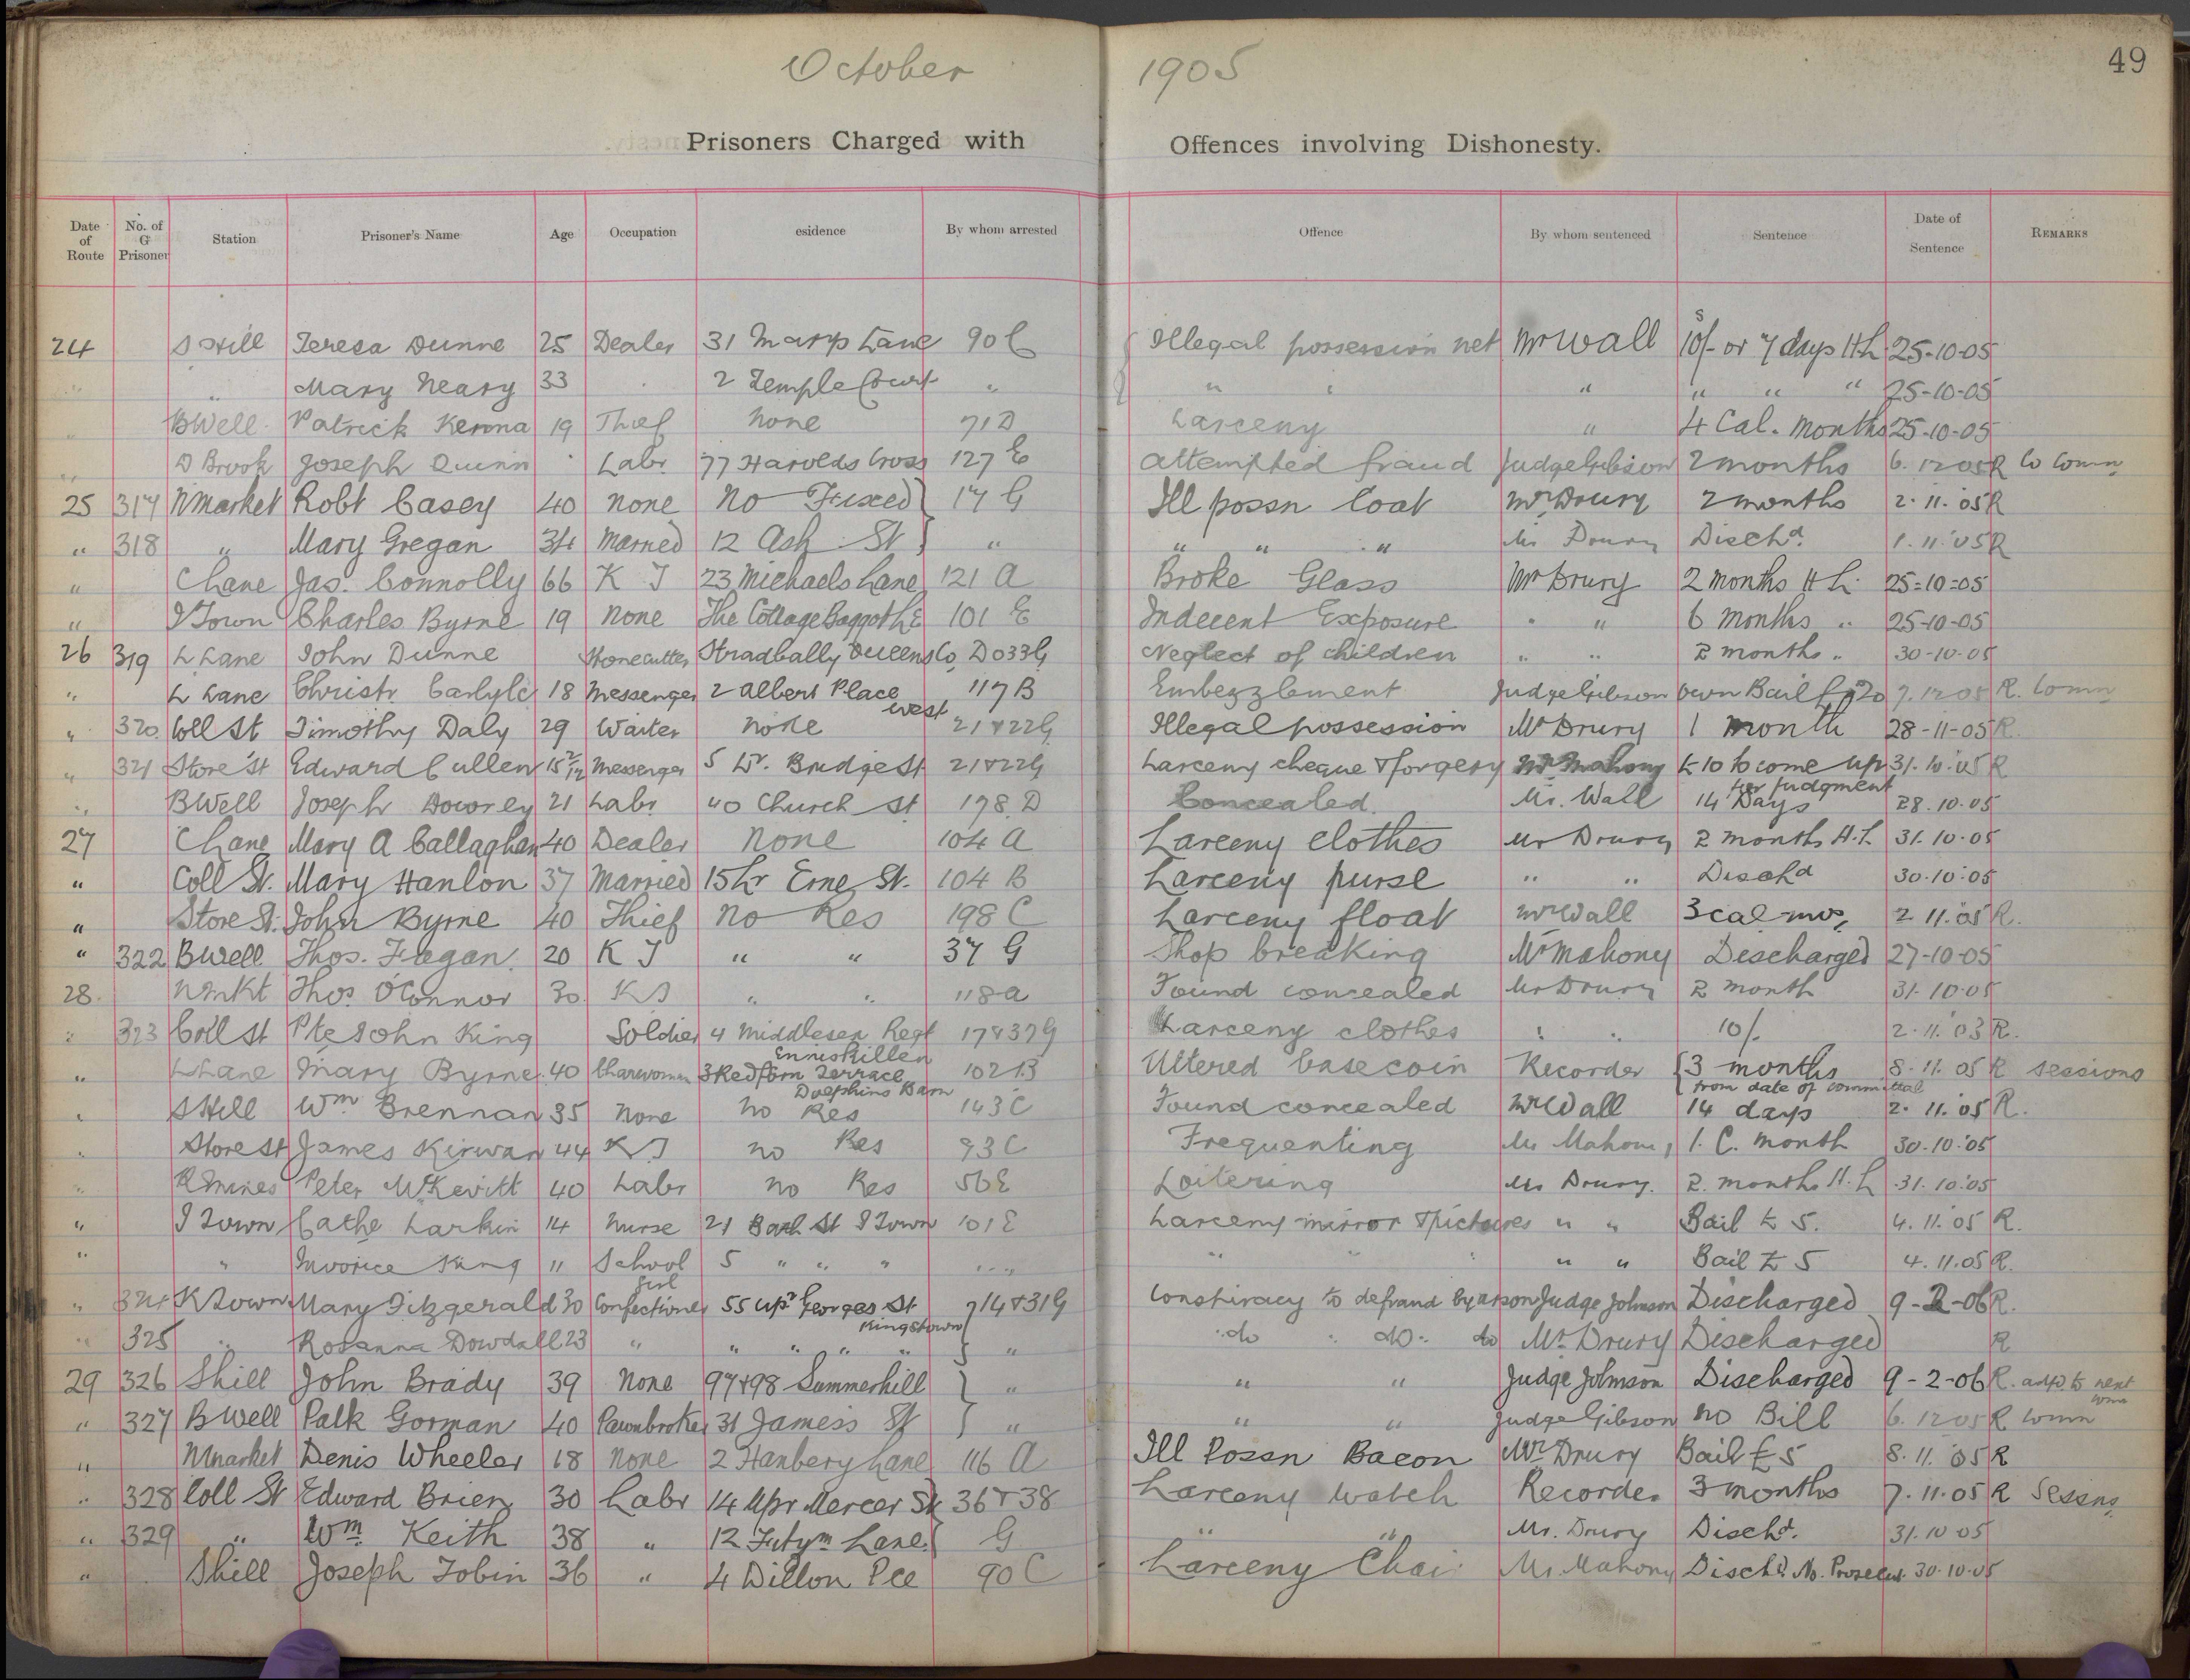 October 1905
49
Prisoners Charged with Offences involving Dishonesty.
Date of Route No. of G Prisoner Station Prisoner's Name Age Occupation esidence By whom arrested Offence By whom sentenced Sentence Date of Sentence REMARKS
24 S Hill Teresa Dunne 25 Dealer 31 Marys Lane 90 C Illegal possession net Mr Wall 10/- or 7 days H L 25-10-05
" " Mary Neary 33 2 Temple Court " " " " " " " 25-10-05
" BWell Patrick Kenna 19 Thief None 71 D Larceny " 4 Cal. Months 25-10-05
" D Brook Joseph Quinn Labr 77 Harolds Cross 127 E Attempted fraud Judge Gibson 2 months 6.12 05 R Co Comn
25 317 N Market Robt Casey 40 None No Fixed 17 G Ill possn Coat Mr Drury 2 months 2.11.05 R
" 318 " Mary Gregan 34 Married 12 Ash St " " " " Mr Drury Dischd. 1.11.05 R
" C Lane Jas. Connolly 66 K T 23 Michaels Lane 121 A Broke Glass Mr Drury 2 months H L 25=10=05
" I Town Charles Byrne 19 None The Cottage Baggot Le 101 E Indecent Exposure " " 6 Months " 25-10-05
26 319 L Lane John Dunne Stonecutter Stradbally Queens Co. DO 33G Neglect of children " " 2 months " 30-10-05
" L Lane Christr Carlyle 18 Messenger 2 Albert Place West 117 B Embezzlement Judge Gibson own Bail £20 7.12 05 R. Comn
" 320 Coll St Timothy Daly 29 Waiter None 21 & 22G Illegal possession Mr Drury 1 month 28-11-05 R.
" 321 Store St Edward Cullen 15 7/12 Messenger 5 Lr. Bridge St 21 & 22G Larceny cheque & forgery Mr Mahony £10 to come up for Judgment 31.10.05 R
" BWell Joseph Dowrey 21 Labr 40 Church St 178 D Concealed. Mr. Wall 14 Days 28.10.05
27 C Lane Mary A Callaghan 40 Dealer None 104 A Larceny clothes Mr Drury 2 months H.L 31.10.05
" Coll St. Mary Hanlon 37 Married 15 Lr Erne St. 104 B Larceny purse " " Dischd 30.10.05
" Store St. John Byrne 40 Thief No Res 198 C Larceny float Mr Wall 3 cal mos, 2.11.05 R.
" 322 BWell Thos. Fagan 20 K T " " 37 G Shop breaking Mr Mahony Discharged 27-10-05
28. N Mkt Thos. O'Connor 30 K T " " 118 A Found concealed Mr Drury 2 month 31.10.05
" 323 Coll St Pte John King Soldier 4 Middlesex Regt Enniskillen 17 & 37G Larceny clothes " " 10/. 2.11.05 R.
" L Lane Mary Byrne 40 Charwoman 3 Redfern Terrace Dolphins Barn 102 B Uttered base coin Recorder 3 months from date of committal 8.11.05 R sessions
" S Hill Wm Brennan 35 None No Res 143 C Found concealed Mr Wall 14 days 2.11.05 R.
" Store St James Kirwan 44 K T No Res 93 C Frequenting Mr Mahony 1. C. Month 30.10.05
" R Mines Peter McKevitt 40 Labr No Res 56 E Loitering Mr Drury. 2. months H.L 31.10.05
" I Town Cathe Larkin 14 Nurse 21 Bath St I Town 101 E Larceny mirror & pictures " " Bail £5. 4.11.05 R.
" " King 11 School Girl 5 " " " " " " " Bail £5 4.11.05 R.
" 324 K Town Mary Fitzgerald 30 Confectioner 55 Upr Georges St Kingstown 14 & 31G Conspiracy to defraud by arson Judge Johnson Discharged 9-2-06 R.
" 325 " Rosanna Dowdall 23 " " " " " " do " do. do Mr Drury Discharged R
29 326 S hill John Brady 39 None 97 & 98 Summerhill " " " Judge Johnson Discharged 9-2-06 R. adjd to next Comn
" 327 B Well Patk Gorman 40 Pawnbroker 31 James's St " " " Judge Gibson No Bill 6.12 05 R Comn
" N Market Denis Wheeler 18 None 2 Hanbery Lane 116 A Ill Possn Bacon Mr Drury Bail £5 8.11.05 R
" 328 Coll St Edward Brien 30 Labr 14 Upr Mercer St 36 & 38 Larceny Watch Recorder 3 months 7.11.05 R Sessns
" 329 " Wm Keith 38 " 12 Lane G " " Mr. Drury Dischd. 31.10 05
" S hill Joseph Tobin 36 " 4 Dillon Pce 90 C Larceny Chai Mr. Mahony Dischd. No. Prosecut. 30.10.05